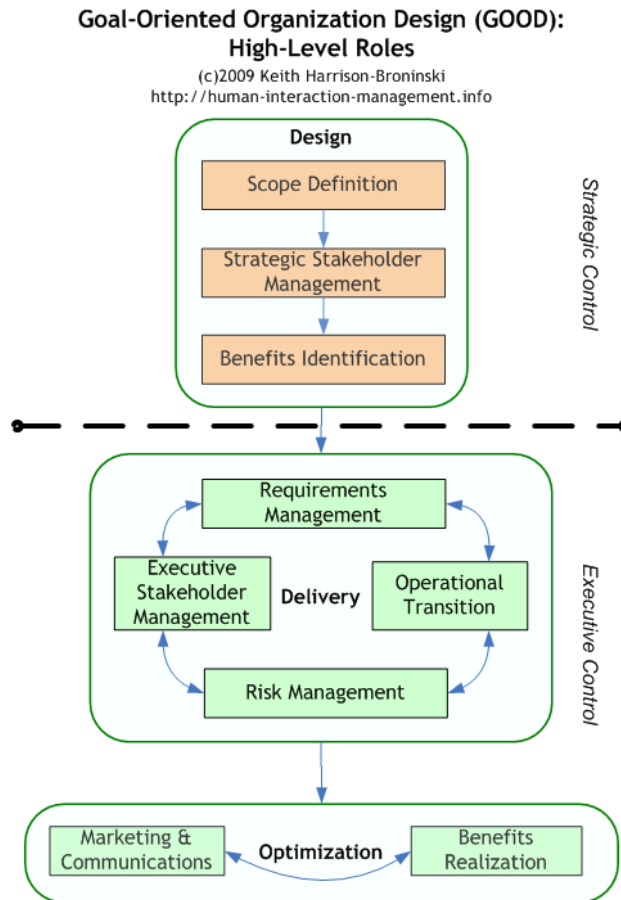 Goal-Oriented Organization Design (GOOD):
High-Level Roles
(c)2009 Keith Harrison-Broninski
http://human-interaction-management.info
Design
Scope Definition
Strategic Stakeholder
Management
Benefits Identification
Strategic Control
Requirements
Management
Executive
Stakeholder
Management
Delivery
Operational
Transition
Risk Management
Executive Control
Marketing &
Communications
Optimization
Benefits
Realization